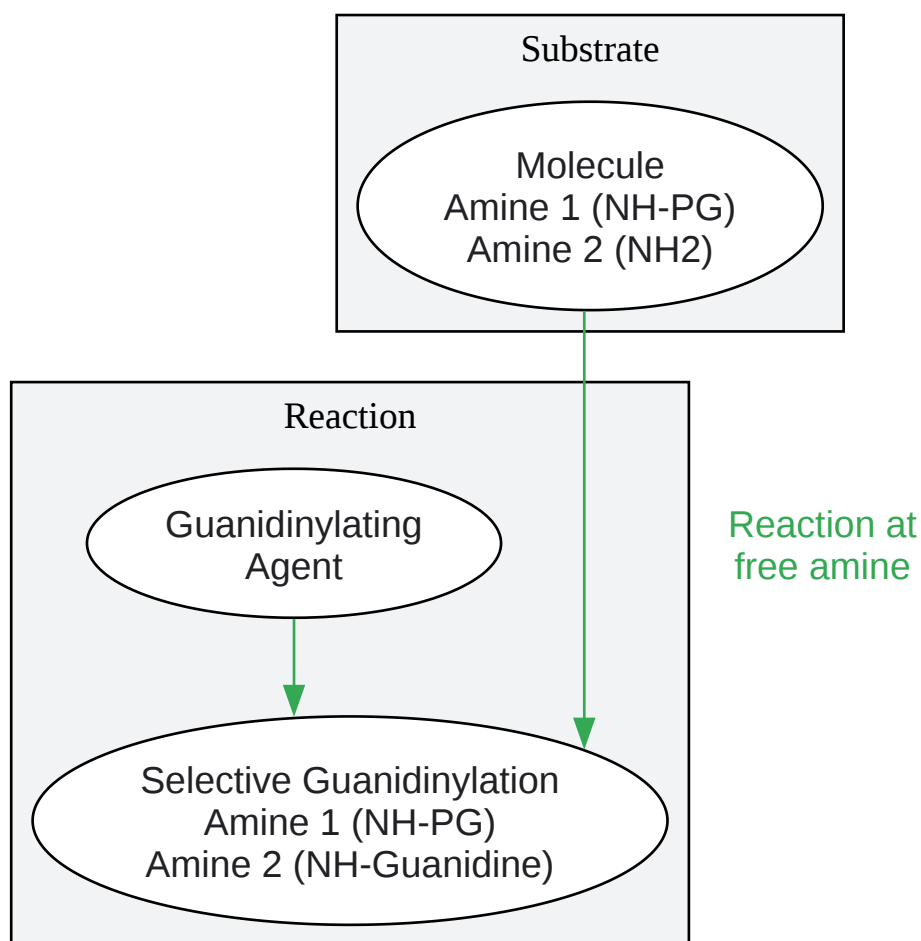 Substrate
Molecule
Amine 1 (NH-PG)
Amine 2 (NH2)
Reaction
Guanidinylating
Agent
Reaction at
free amine
Selective Guanidinylation
Amine 1 (NH-PG)
Amine 2 (NH-Guanidine)